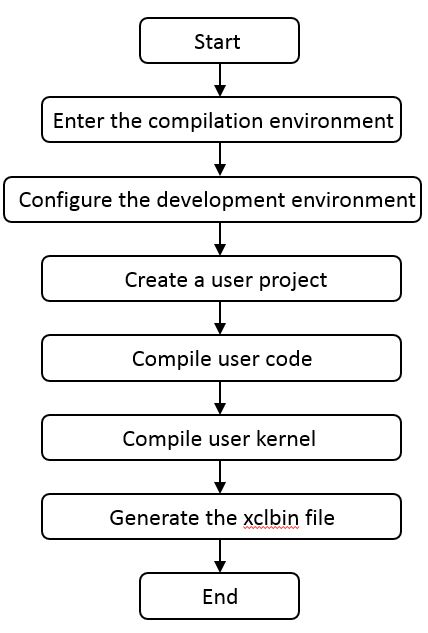 Start
Enter the compilation environment
Configure the development environment
Create a user project
Compile user code
Compile user kernel
Generate the xclbin file
End